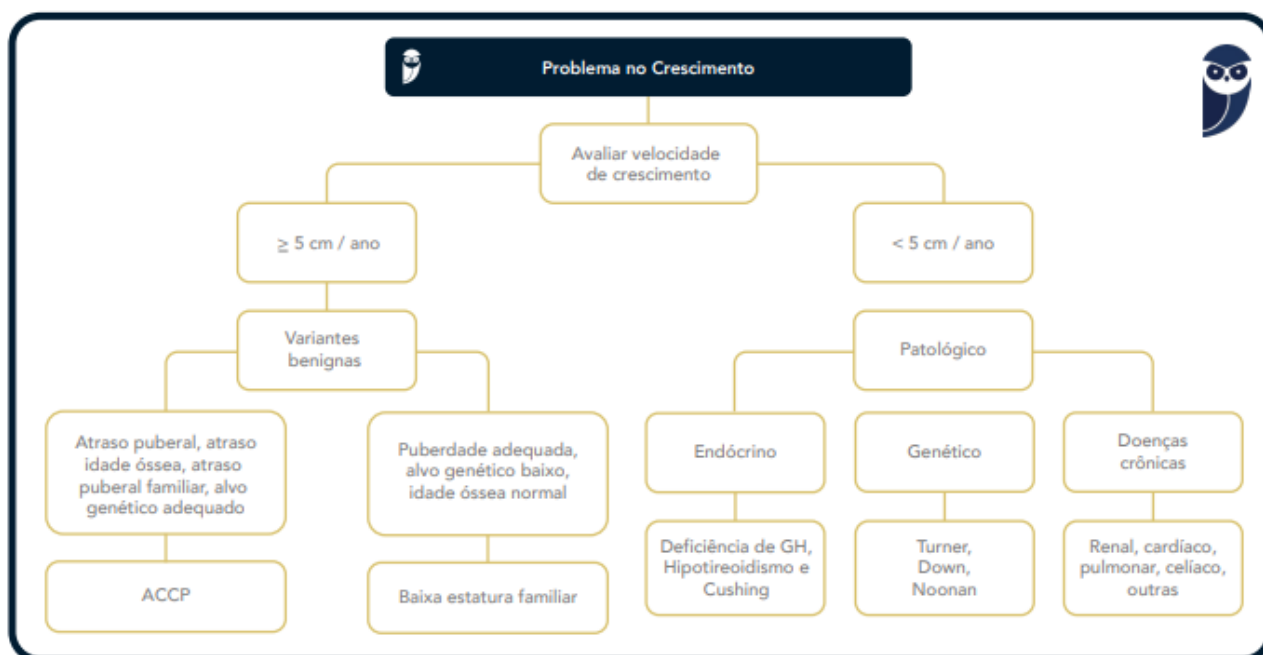 Problema no Crescimento
Avaliar velocidade
de crescimento
≥ 5 cm / ano
< 5 cm / ano
Variantes
benignas
Patológico
Atraso puberal, atraso
idade óssea, atraso
puberal familiar, alvo
genético adequado
Puberdade adequada,
alvo genético baixo,
idade óssea normal
Endócrino
Genético
Doenças
crônicas
ACCP
Baixa estatura familiar
Deficiência de GH,
Hipotireoidismo e
Cushing
Turner,
Down,
Noonan
Renal, cardíaco,
pulmonar, celíaco,
outras